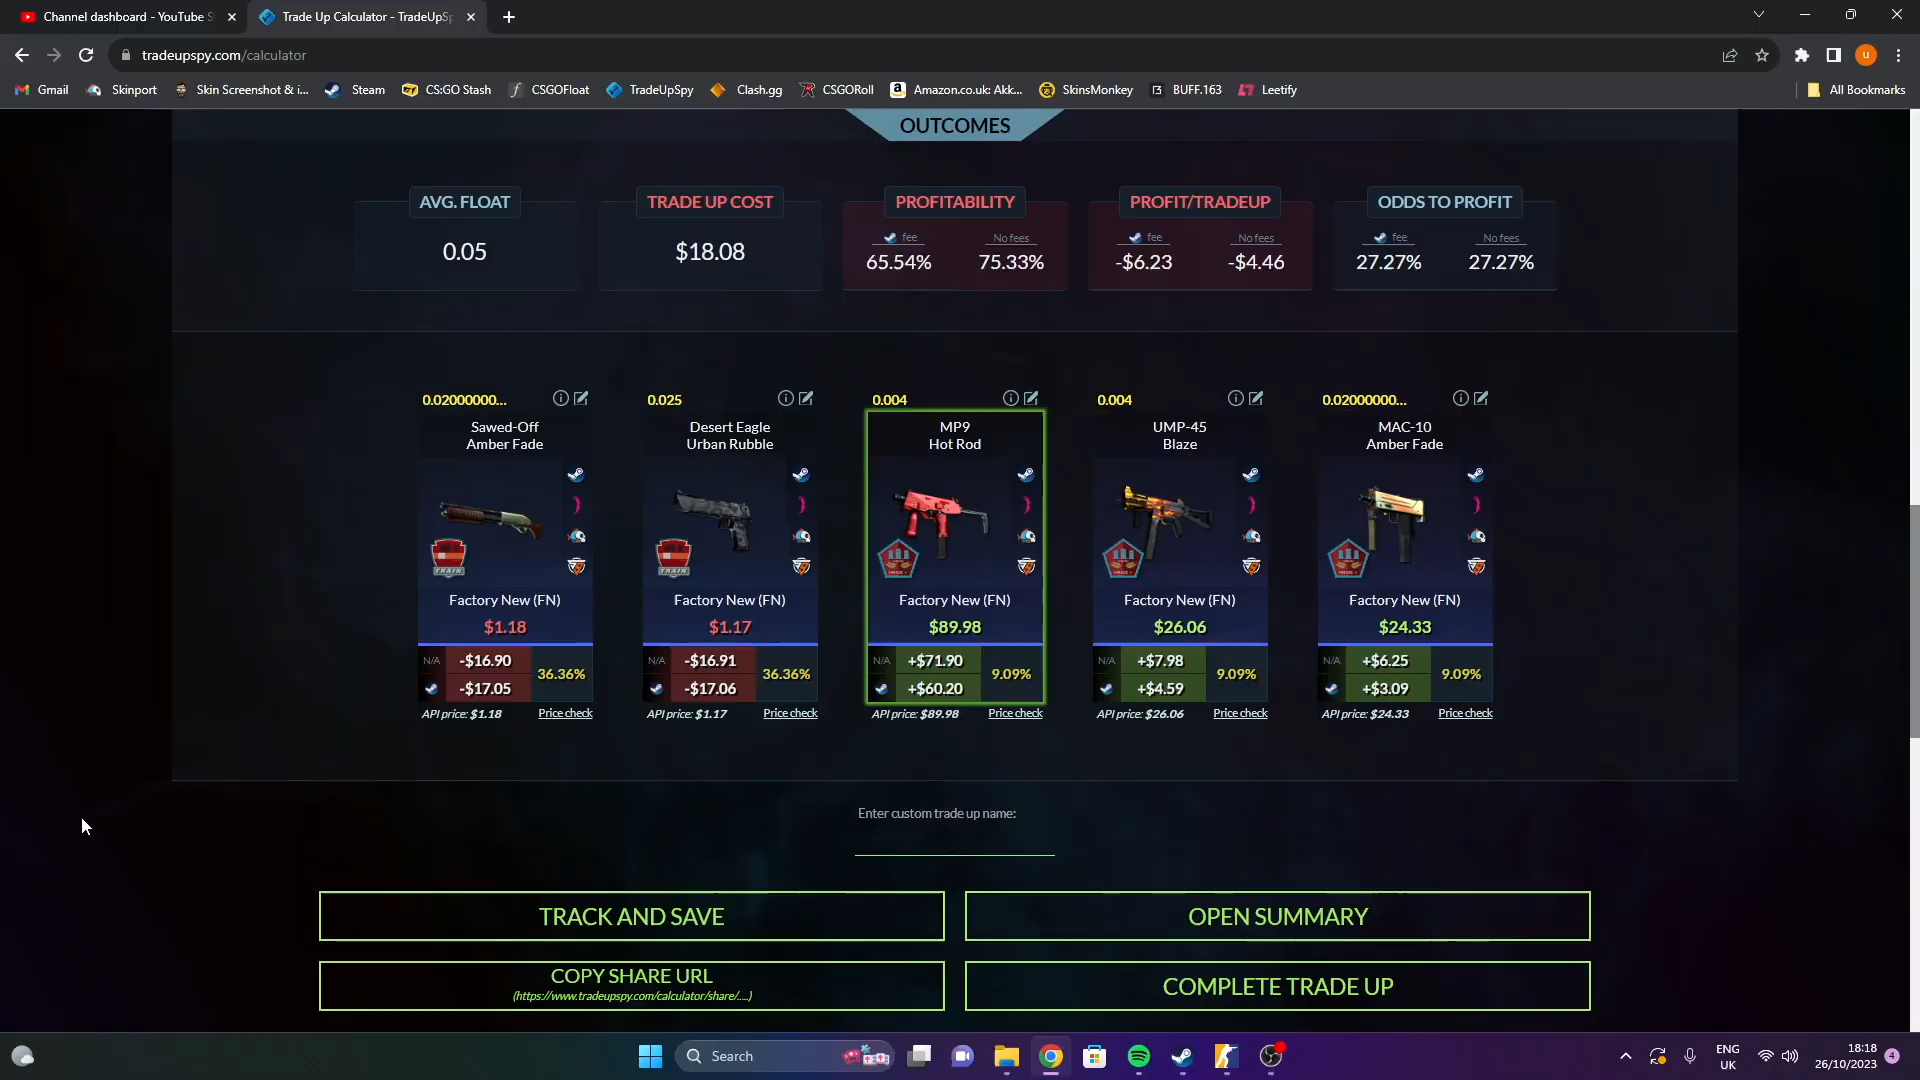 Channel dashboard - YouTube S
Trade Up Calculator - TradeUpSp
tradeupspy.com/calculator
U
Gmail
Skinport
Skin Screenshot & i...
Steam
CS:GO Stash
CSGOFloat
TradeUpSpy
Clash.gg
CSGORoll
Amazon.co.uk: Akk...
SkinsMonkey
BUFF.163
Leetify
All Bookmarks
OUTCOMES
AVG. FLOAT
0.05
TRADE UP COST
$18.08
PROFITABILITY
fee No fees
65.54% 75.33%
PROFIT/TRADEUP
fee No fees
-$6.23 -$4.46
ODDS TO PROFIT
fee No fees
27.27% 27.27%
0.02000000...
Sawed-Off
Amber Fade
TRAIN
Factory New (FN)
$1.18
N/A -$16.90
36.36%
-$17.05
API price: $1.18 Price check
0.025
Desert Eagle
Urban Rubble
TRAIN
Factory New (FN)
$1.17
N/A -$16.91
36.36%
-$17.06
API price: $1.17 Price check
0.004
MP9
Hot Rod
Factory New (FN)
$89.98
N/A +$71.90
9.09%
+$60.20
API price: $89.98 Price check
0.004
UMP-45
Blaze
Factory New (FN)
$26.06
N/A +$7.98
9.09%
+$4.59
API price: $26.06 Price check
0.02000000...
MAC-10
Amber Fade
Factory New (FN)
$24.33
N/A +$6.25
9.09%
+$3.09
API price: $24.33 Price check
Enter custom trade up name:
TRACK AND SAVE
OPEN SUMMARY
COPY SHARE URL
(https://www.tradeupspy.com/calculator/share/....)
COMPLETE TRADE UP
Search
ENG
UK
18:18
26/10/2023
4